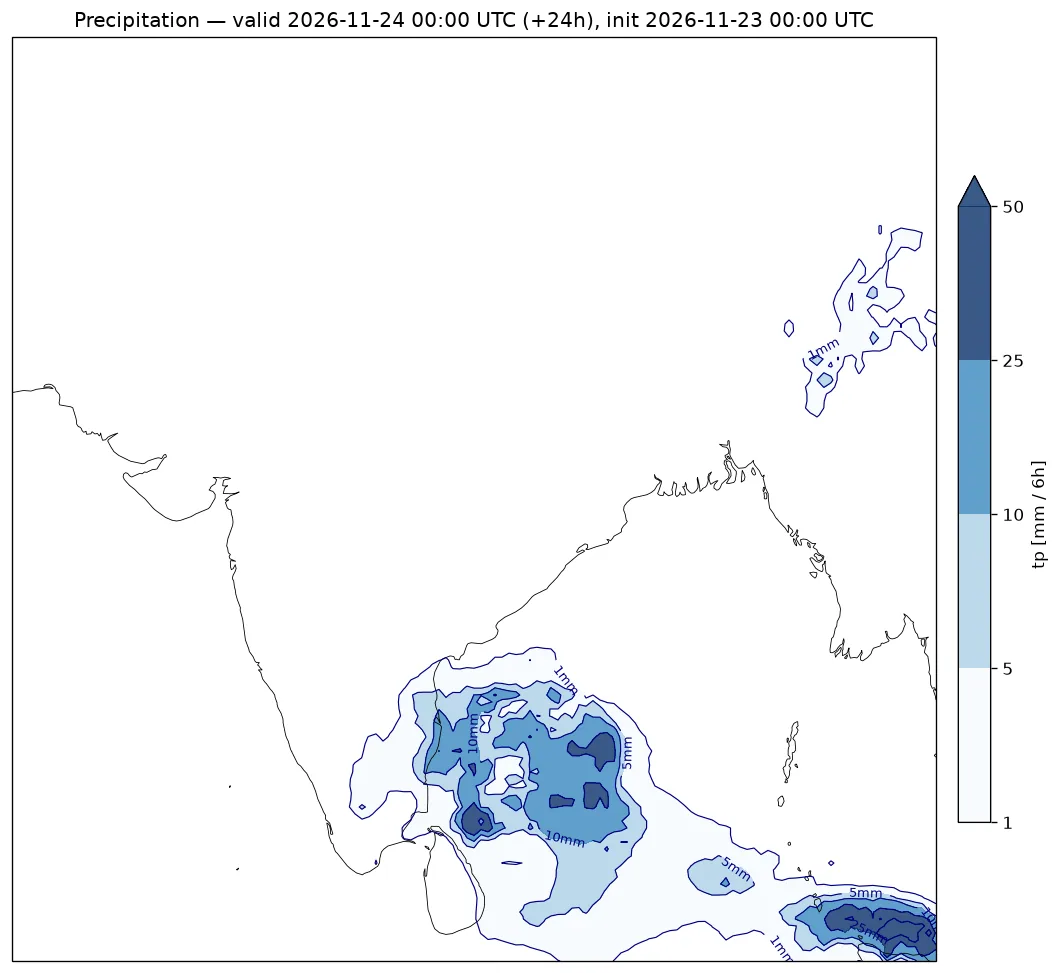 Precipitation — valid 2026-11-24 00:00 UTC (+24h), init 2026-11-23 00:00 UTC
50
1mm
25
tp [mm / 6h]
10
1mm
10mm
5mm
5
10mm
5mm
1
5mm
25mm
1mm